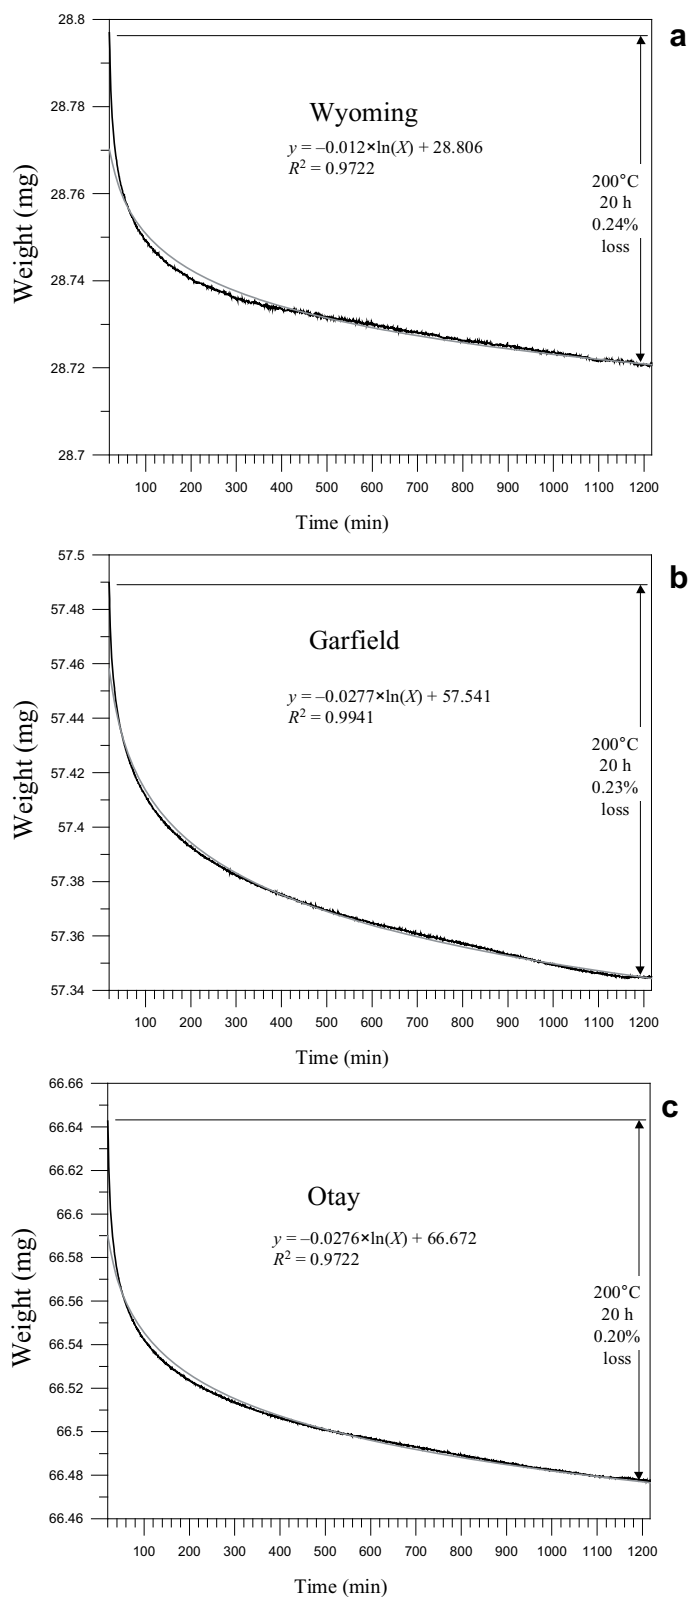 28.8
a
28.78
28.76
28.74
28.72
28.7
Weight (mg)
Wyoming
y = –0.012×ln(X) + 28.806
R² = 0.9722
200°C
20 h
0.24%
loss
100 200 300 400 500 600 700 800 900 1000 1100 1200
Time (min)
57.5
b
57.48
57.46
57.44
57.42
57.4
57.38
57.36
57.34
Weight (mg)
Garfield
y = –0.0277×ln(X) + 57.541
R² = 0.9941
200°C
20 h
0.23%
loss
100 200 300 400 500 600 700 800 900 1000 1100 1200
Time (min)
66.66
c
66.64
66.62
66.6
66.58
66.56
66.54
66.52
66.5
66.48
66.46
Weight (mg)
Otay
y = –0.0276×ln(X) + 66.672
R² = 0.9722
200°C
20 h
0.20%
loss
100 200 300 400 500 600 700 800 900 1000 1100 1200
Time (min)